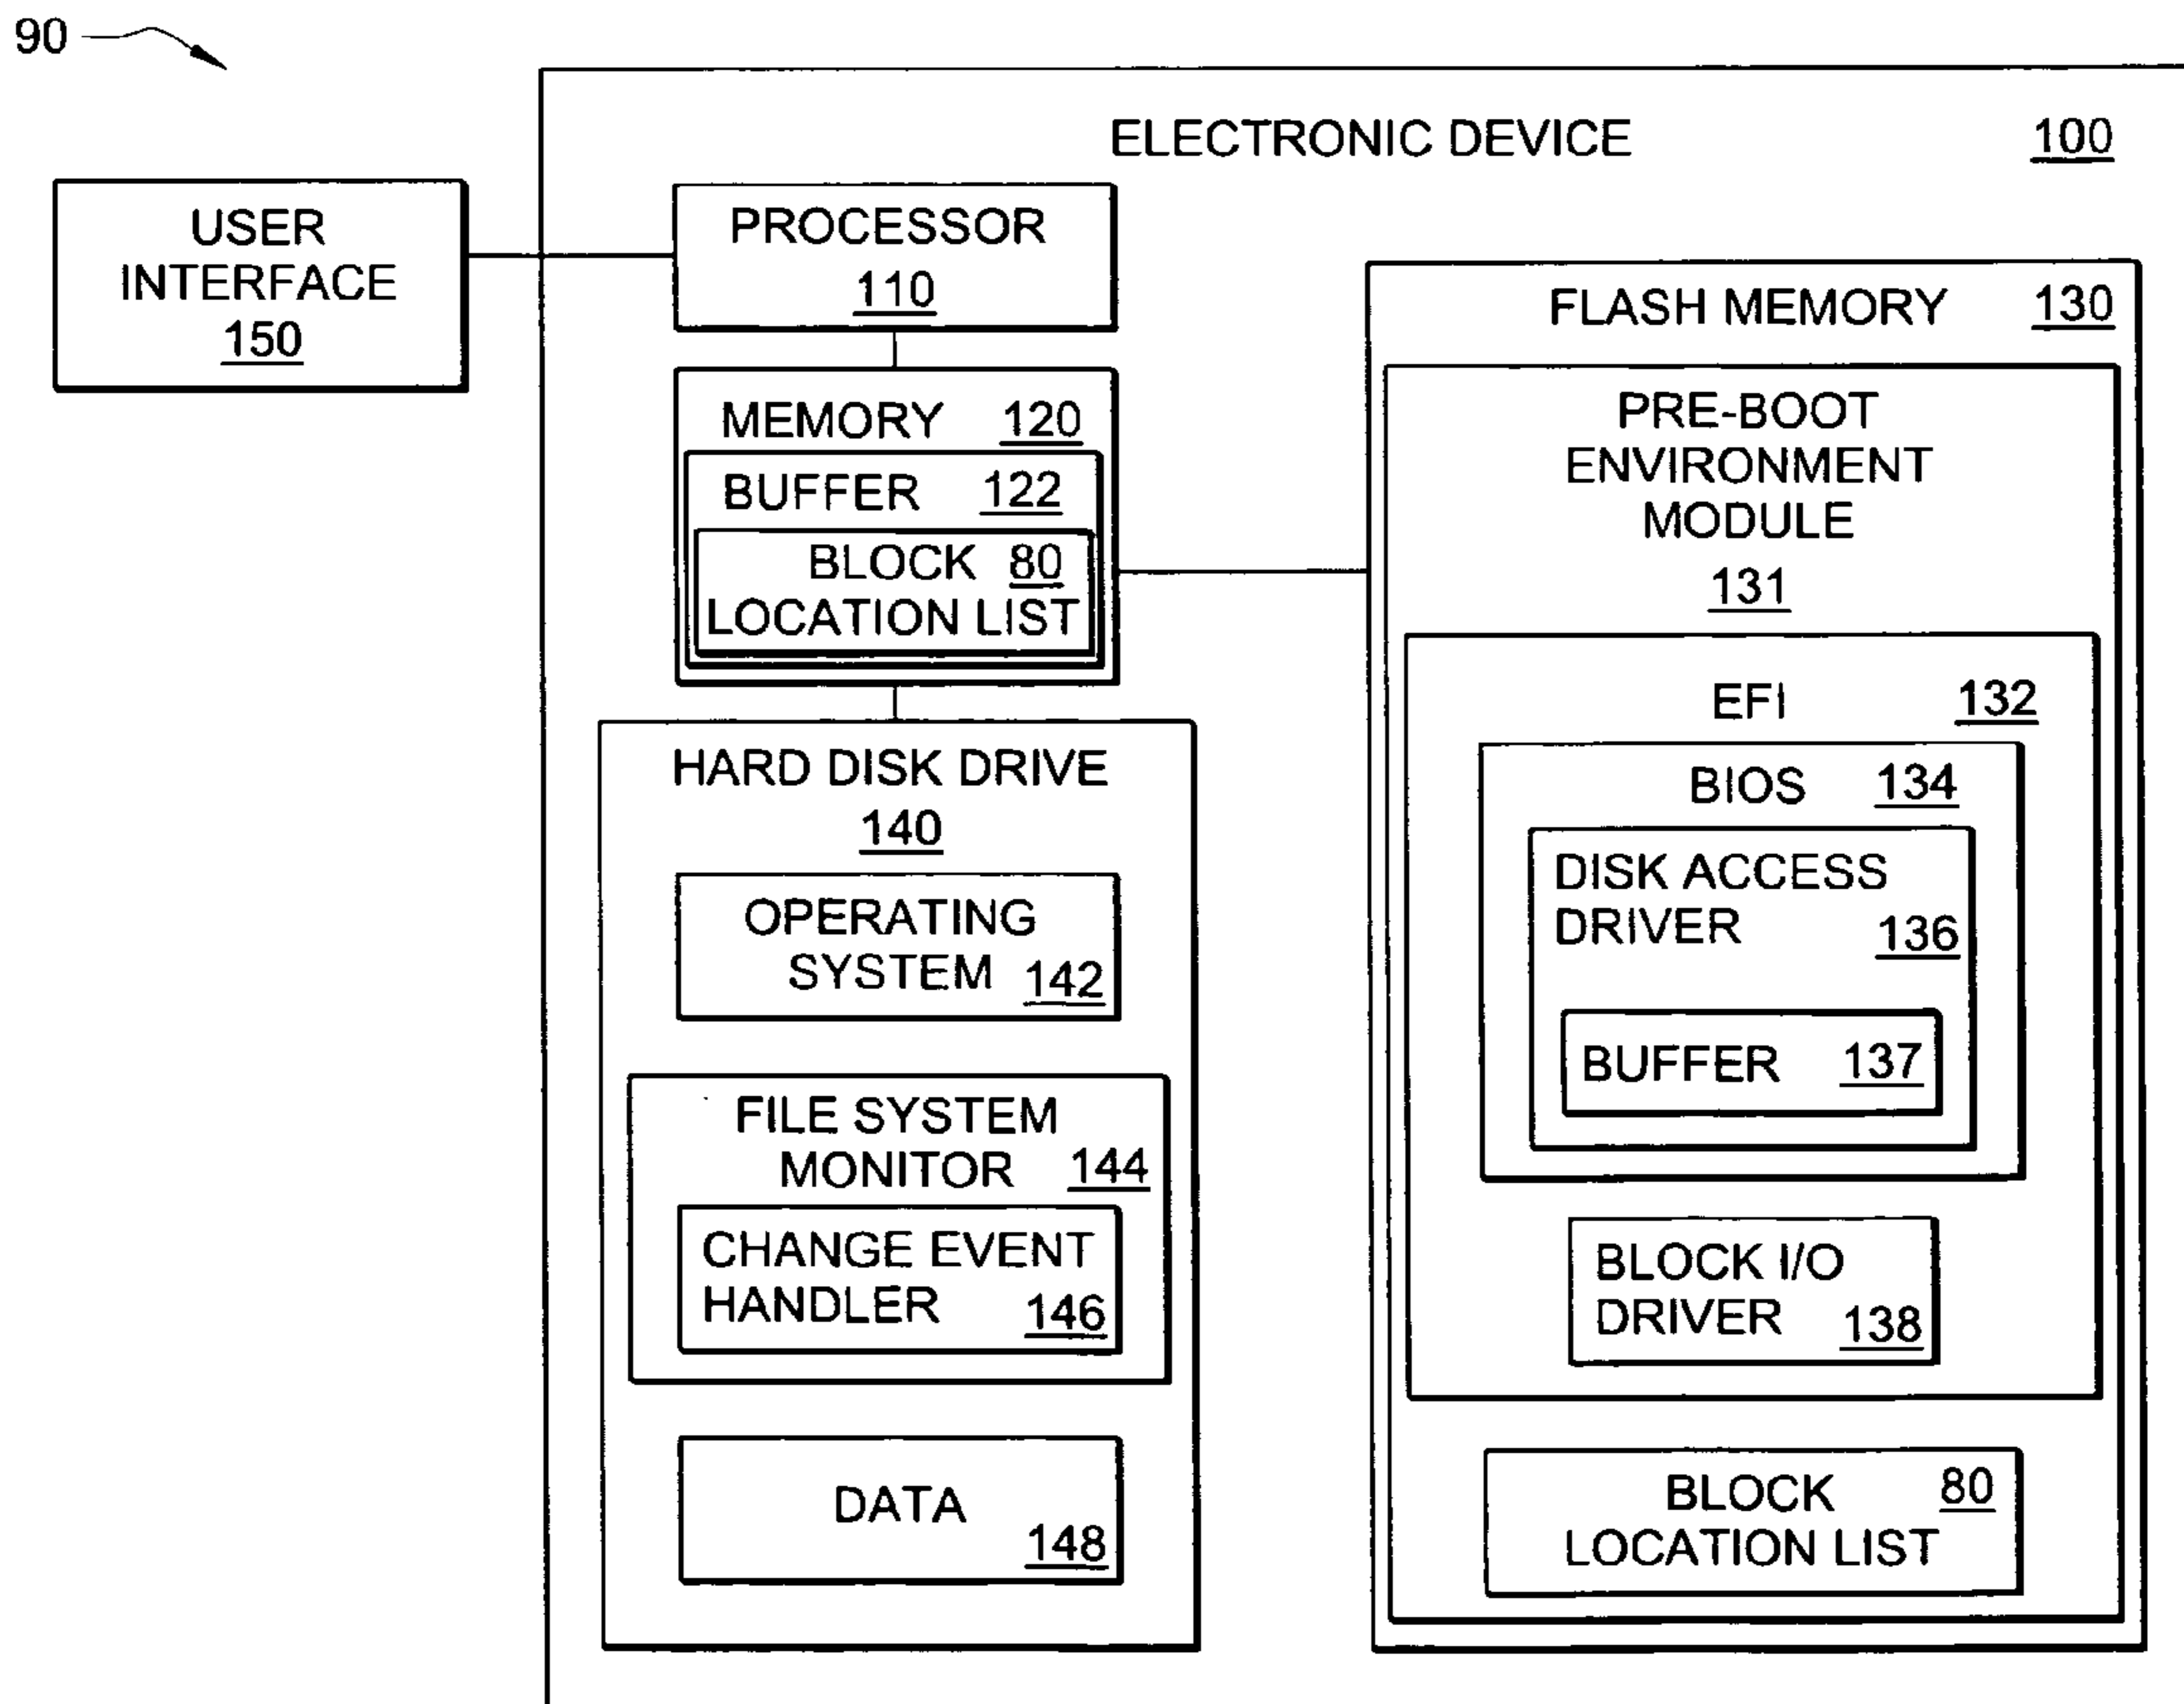 90
ELECTRONIC DEVICE 100
USER
INTERFACE
150
PROCESSOR
110
MEMORY 120
BUFFER 122
BLOCK 80
LOCATION LIST
HARD DISK DRIVE
140
OPERATING
SYSTEM 142
FILE SYSTEM
MONITOR 144
CHANGE EVENT
HANDLER 146
DATA
148
FLASH MEMORY 130
PRE-BOOT
ENVIRONMENT
MODULE
131
EFI 132
BIOS 134
DISK ACCESS
DRIVER 136
BUFFER 137
BLOCK I/O
DRIVER 138
BLOCK 80
LOCATION LIST